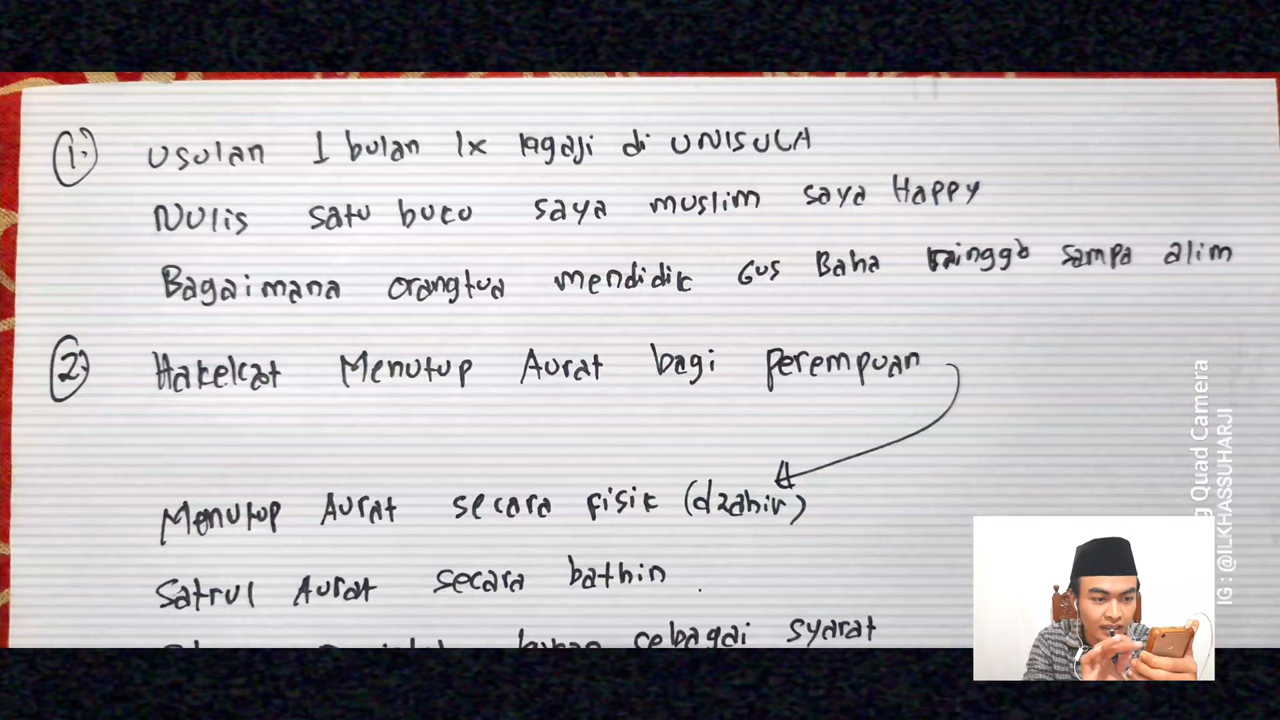 1. Usulan 1 bulan 1x ngaji di UNISULA
NULIS satu buku saya muslim saya Happy
Bagaimana orangtua mendidik Gus Baha hingga sampa alim
2. Hakekat Menutup Aurat bagi perempuan
Menutup Aurat secara fisik (dzahir)
Satrul Aurat secara bathin
bukan sebagai syarat
g Quad Camera
IG : @ILKHASSUHARJI